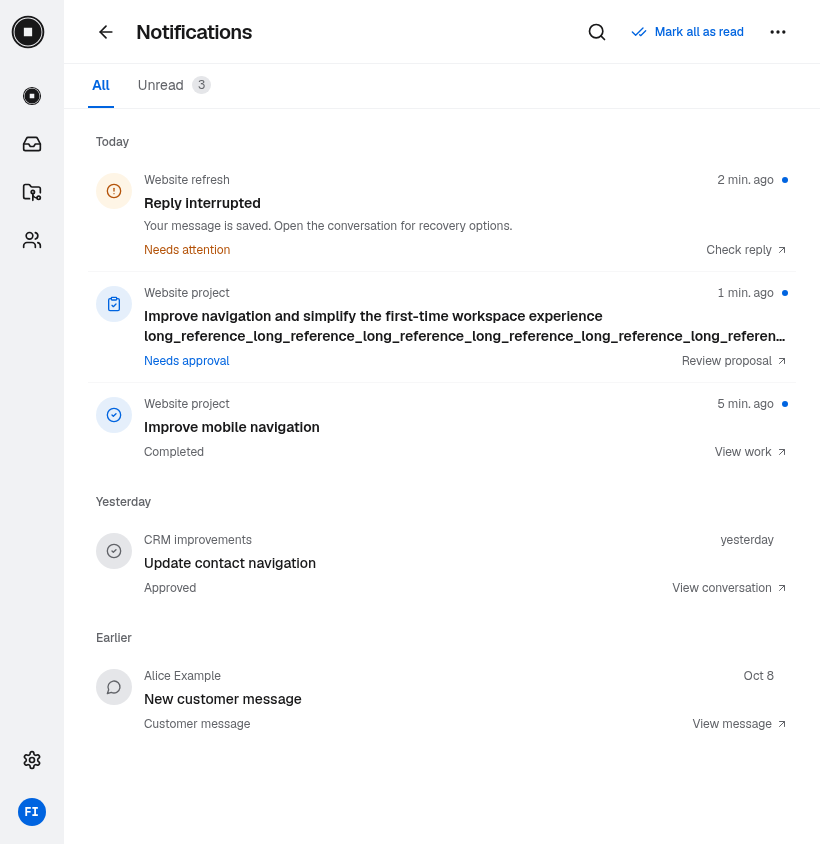 Notifications
Mark all as read
All
Unread 3
Today
Website refresh
2 min. ago
Reply interrupted
Your message is saved. Open the conversation for recovery options.
Needs attention
Check reply
Website project
1 min. ago
Improve navigation and simplify the first-time workspace experience
long_reference_long_reference_long_reference_long_reference_long_reference_long_referen...
Needs approval
Review proposal
Website project
5 min. ago
Improve mobile navigation
Completed
View work
Yesterday
CRM improvements
yesterday
Update contact navigation
Approved
View conversation
Earlier
Alice Example
Oct 8
New customer message
Customer message
View message
FI